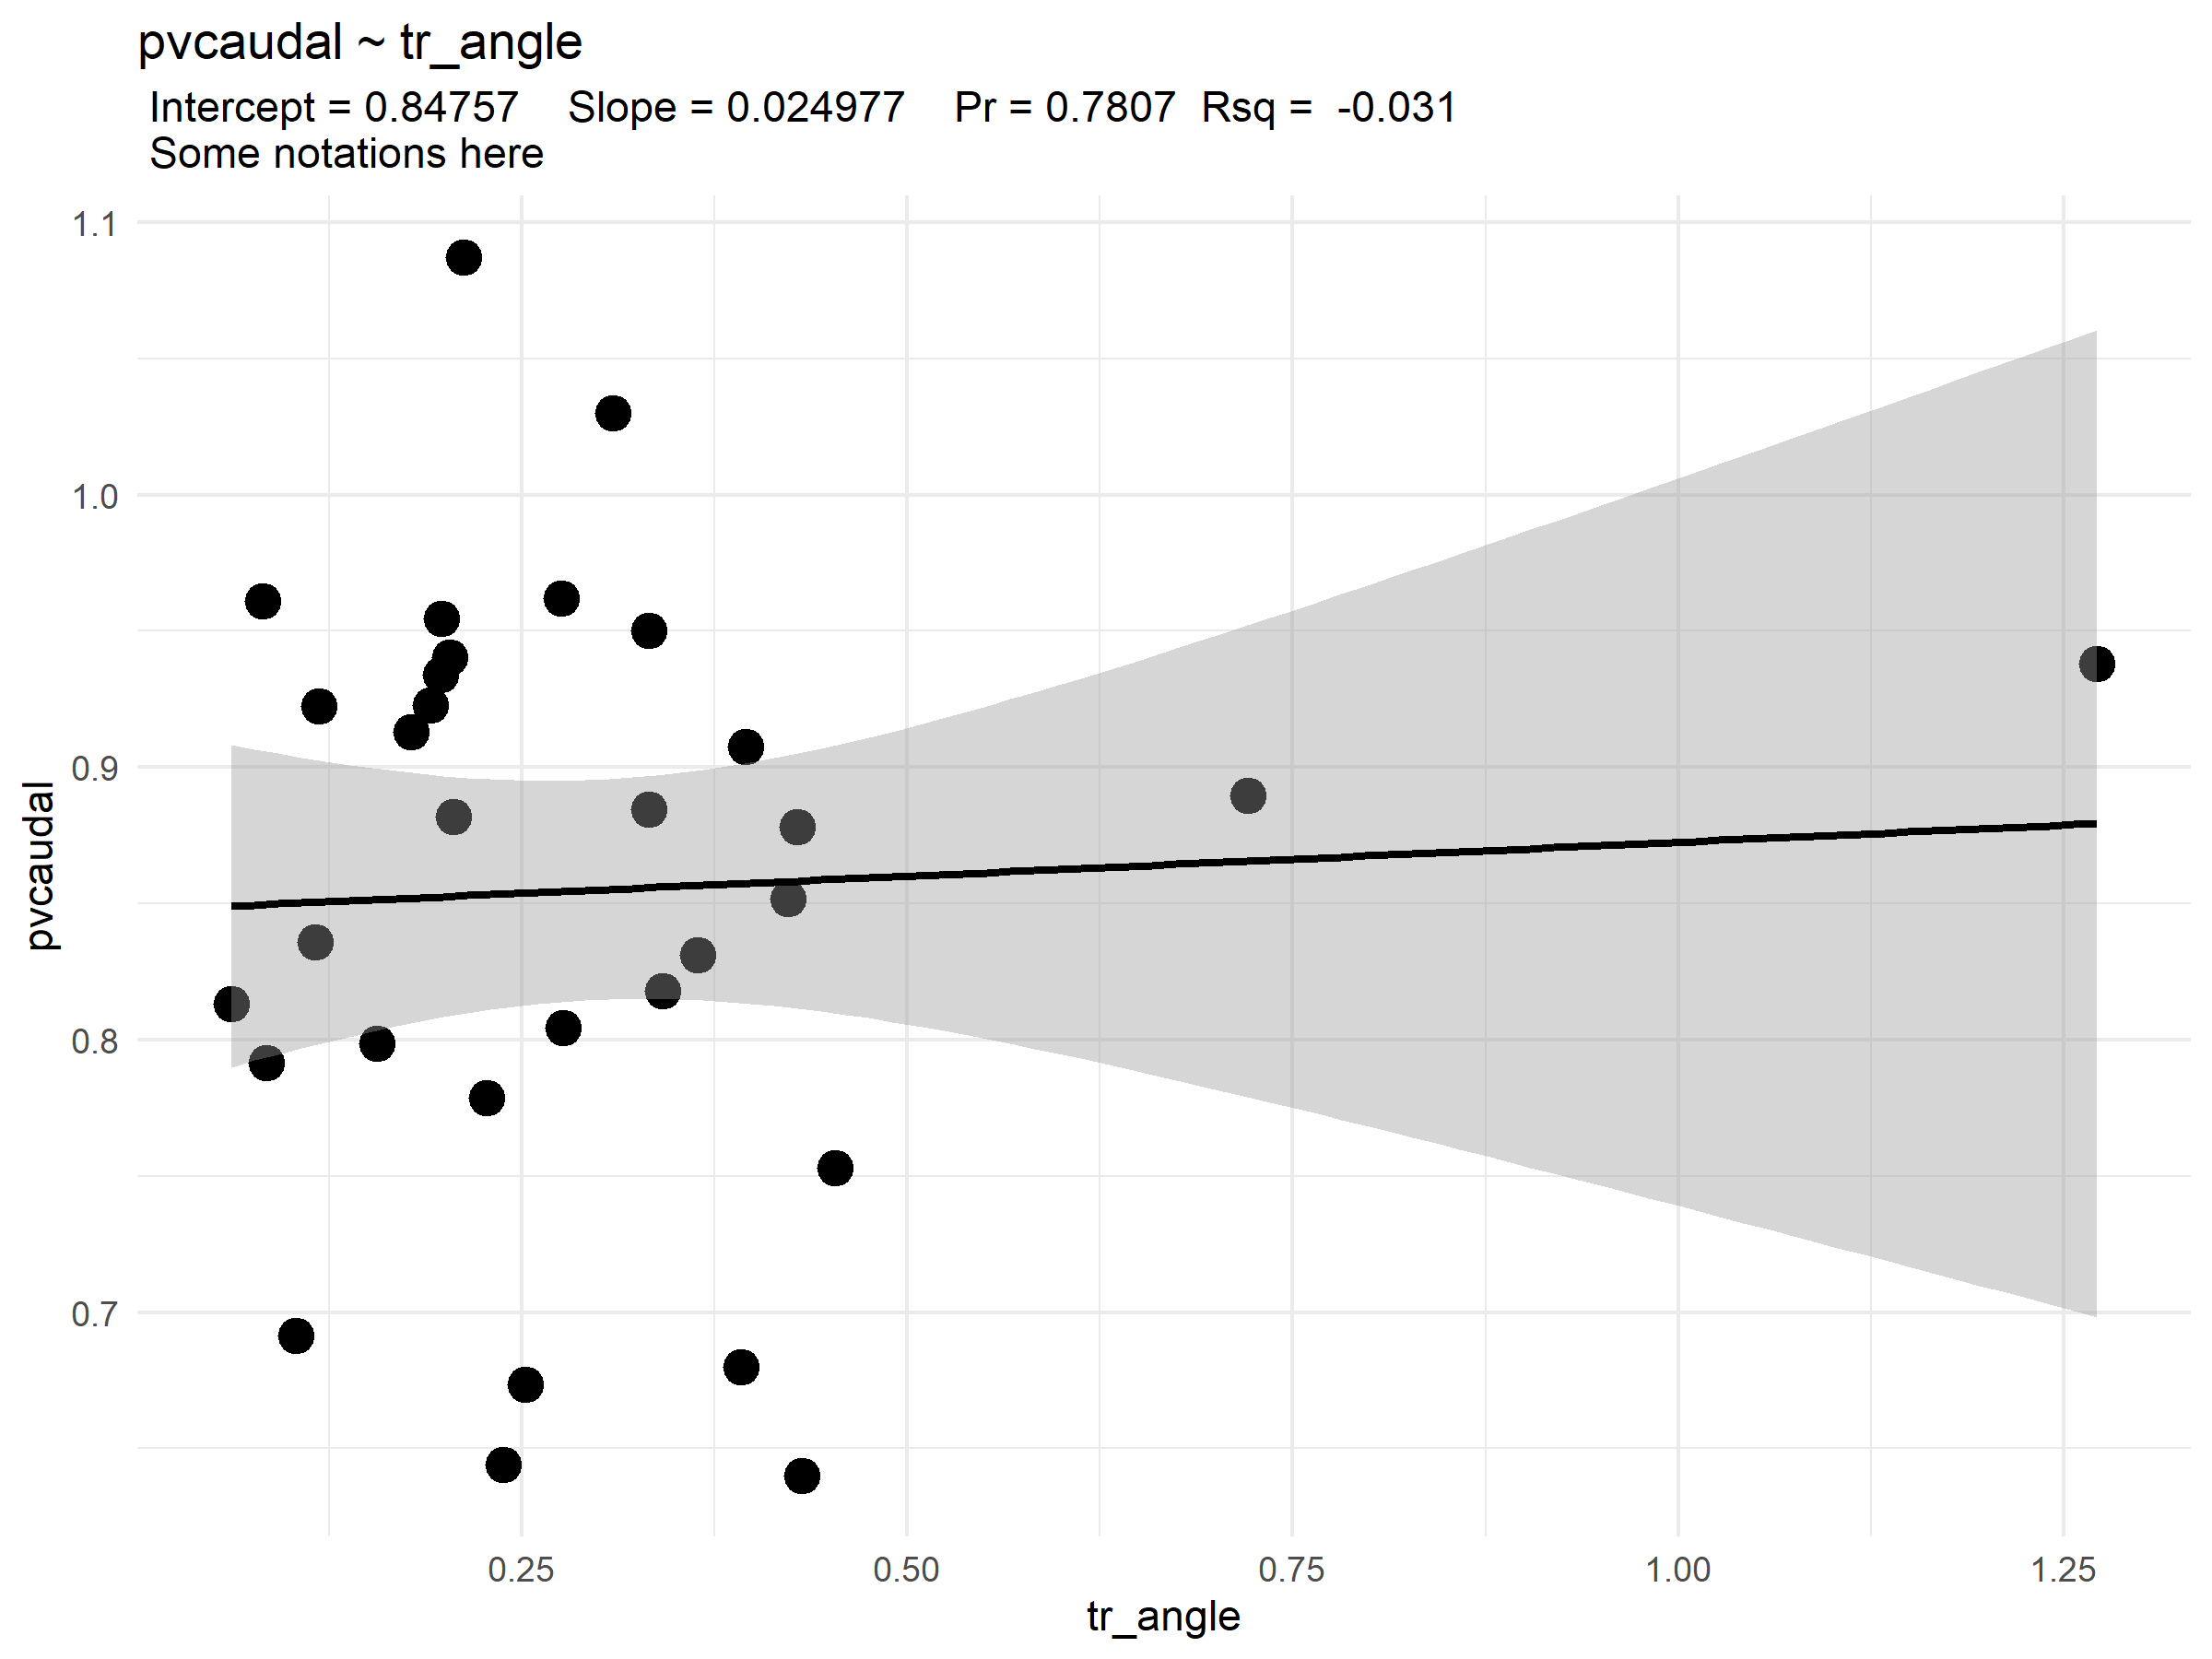 pvcaudal ~ tr_angle
Intercept = 0.84757 Slope = 0.024977 Pr = 0.7807 Rsq = -0.031
Some notations here
1.1
1.0
0.9
0.8
0.7
pvcaudal
0.25 0.50 0.75 1.00 1.25
tr_angle